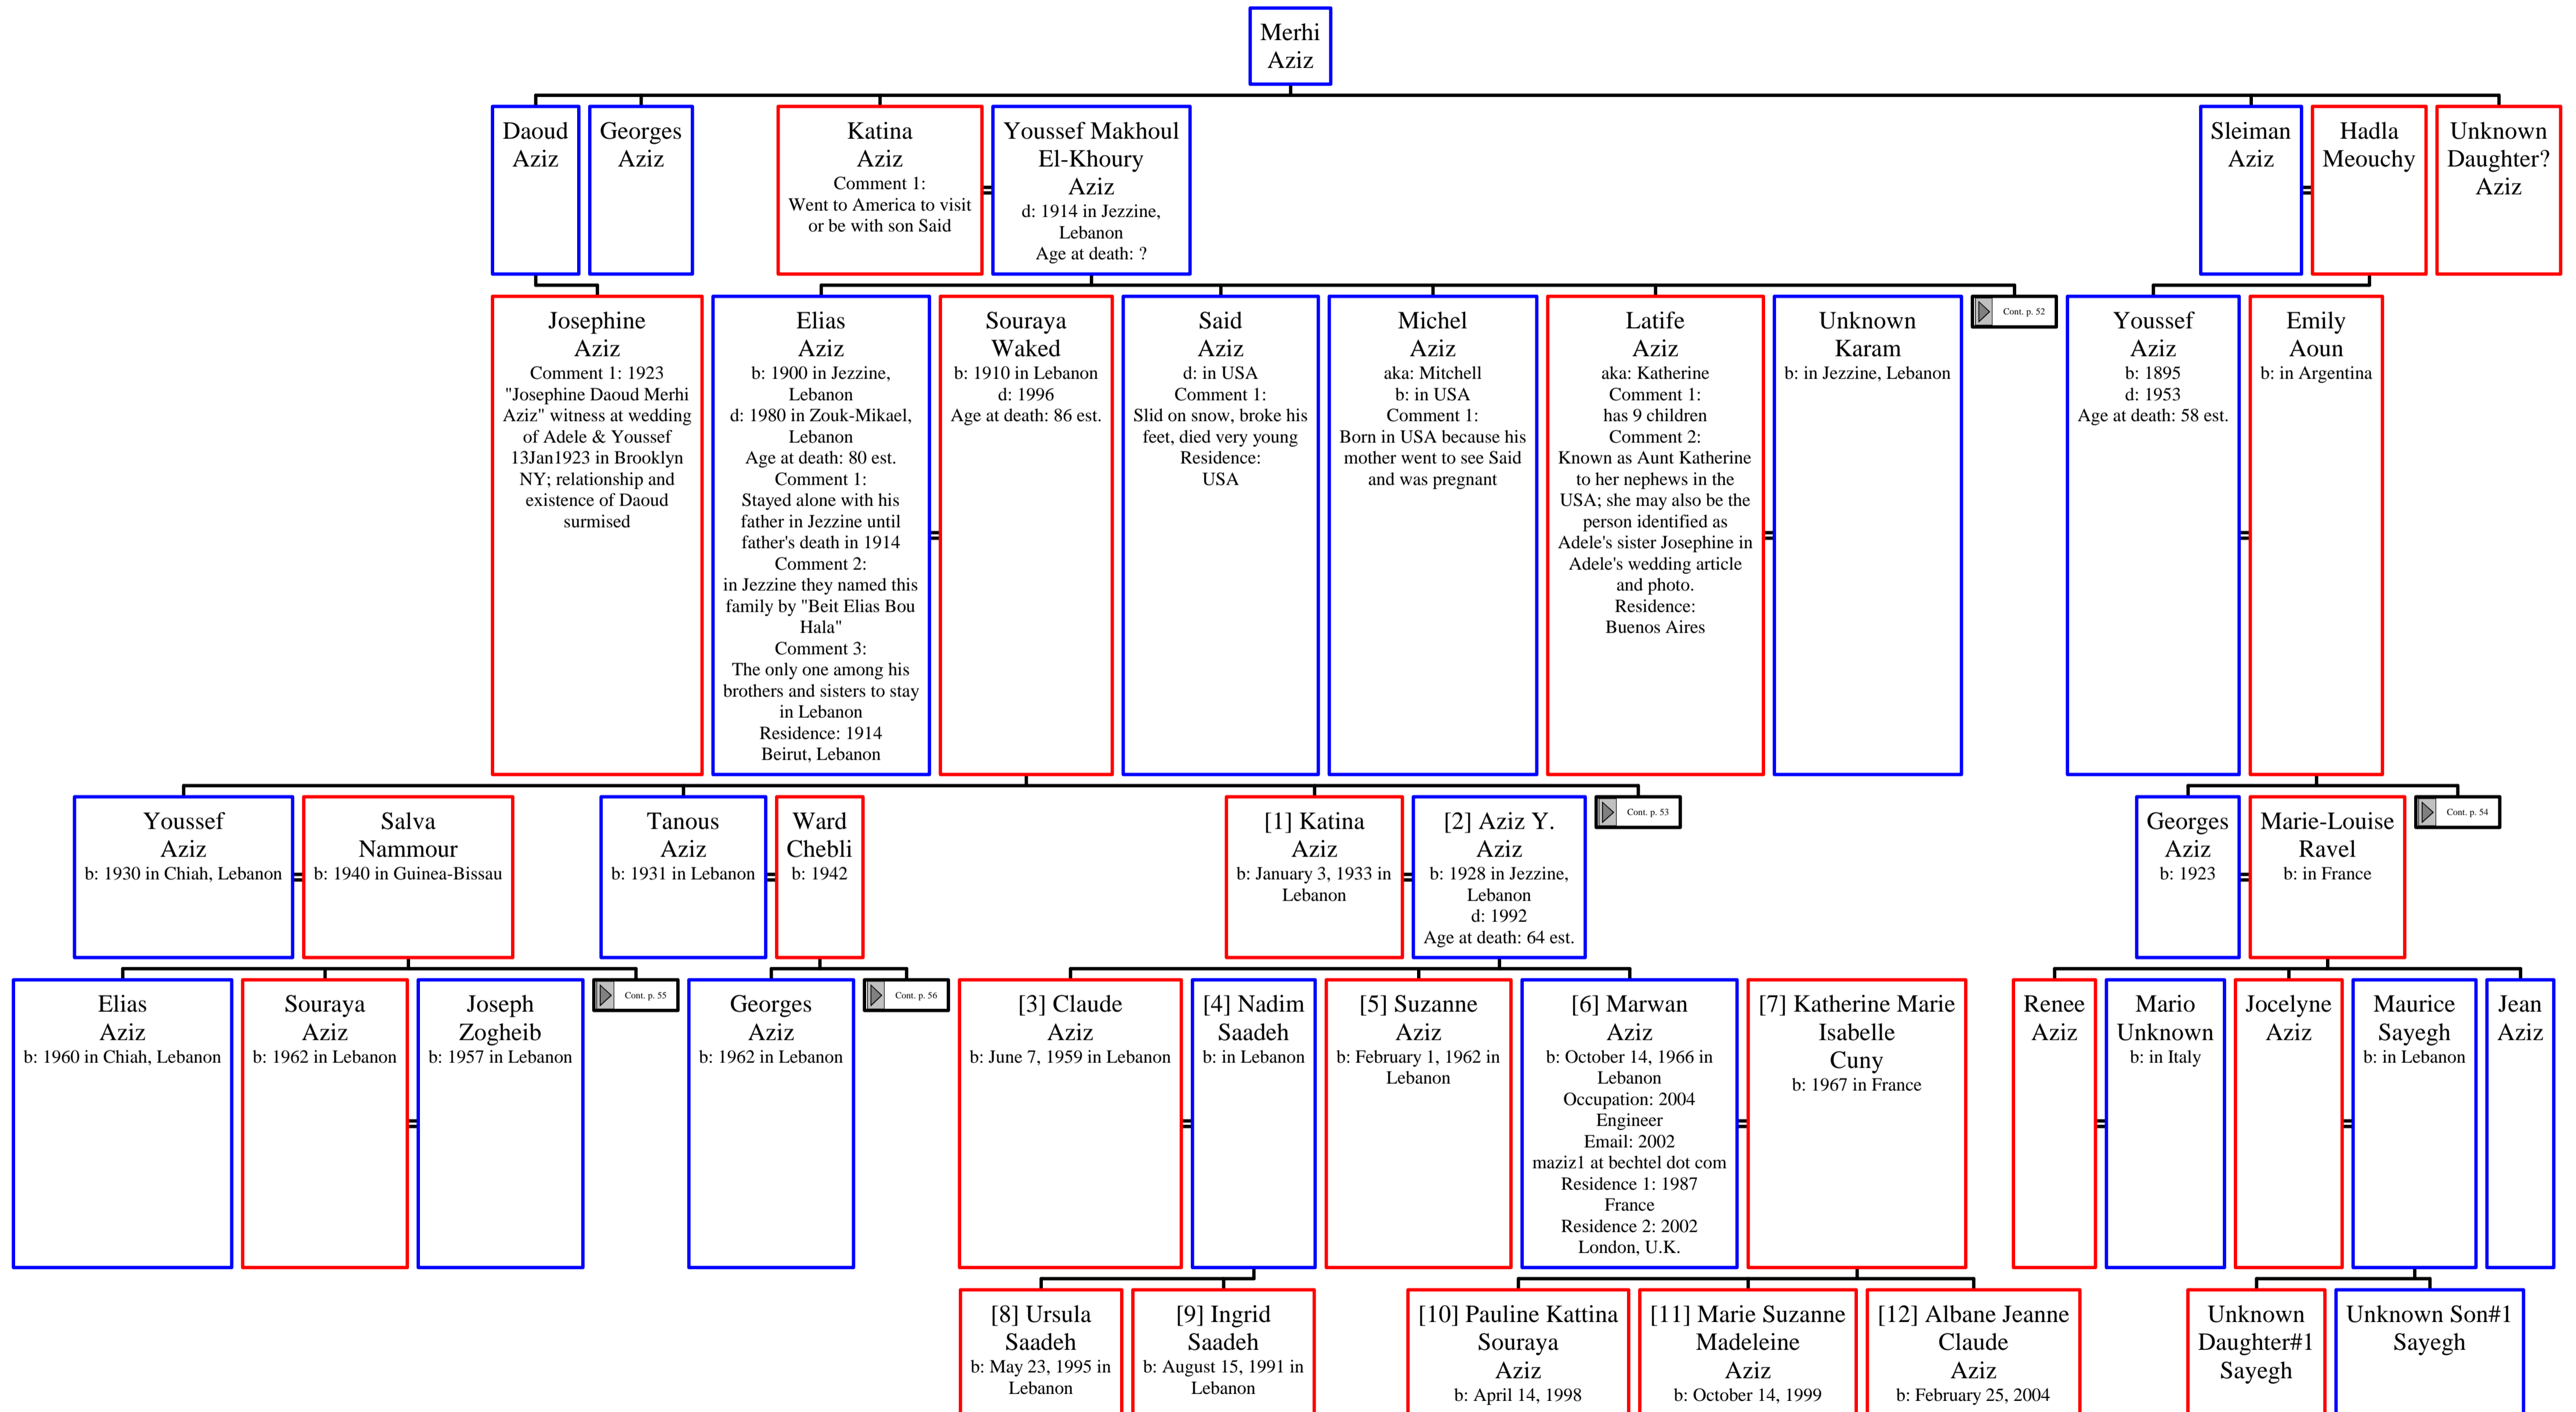 Merhi
Aziz
Daoud
Aziz
Georges
Aziz
Katina
Aziz
Comment 1:
Went to America to visit
or be with son Said
Youssef Makhoul
El-Khoury
Aziz
d: 1914 in Jezzine,
Lebanon
Age at death: ?
Sleiman
Aziz
Hadla
Meouchy
Unknown
Daughter?
Aziz
Josephine
Aziz
Comment 1: 1923
"Josephine Daoud Merhi
Aziz" witness at wedding
of Adele & Youssef
13Jan1923 in Brooklyn
NY; relationship and
existence of Daoud
surmised
Elias
Aziz
b: 1900 in Jezzine,
Lebanon
d: 1980 in Zouk-Mikael,
Lebanon
Age at death: 80 est.
Comment 1:
Stayed alone with his
father in Jezzine until
father's death in 1914
Comment 2:
in Jezzine they named this
family by "Beit Elias Bou
Hala"
Comment 3:
The only one among his
brothers and sisters to stay
in Lebanon
Residence: 1914
Beirut, Lebanon
Souraya
Waked
b: 1910 in Lebanon
d: 1996
Age at death: 86 est.
Said
Aziz
d: in USA
Comment 1:
Slid on snow, broke his
feet, died very young
Residence:
USA
Michel
Aziz
aka: Mitchell
b: in USA
Comment 1:
Born in USA because his
mother went to see Said
and was pregnant
Latife
Aziz
aka: Katherine
Comment 1:
has 9 children
Comment 2:
Known as Aunt Katherine
to her nephews in the
USA; she may also be the
person identified as
Adele's sister Josephine in
Adele's wedding article
and photo.
Residence:
Buenos Aires
Unknown
Karam
b: in Jezzine, Lebanon
Cont. p. 52
Youssef
Aziz
b: 1895
d: 1953
Age at death: 58 est.
Emily
Aoun
b: in Argentina
Youssef
Aziz
b: 1930 in Chiah, Lebanon
Salva
Nammour
b: 1940 in Guinea-Bissau
Tanous
Aziz
b: 1931 in Lebanon
Ward
Chebli
b: 1942
[1] Katina
Aziz
b: January 3, 1933 in
Lebanon
[2] Aziz Y.
Aziz
b: 1928 in Jezzine,
Lebanon
d: 1992
Age at death: 64 est.
Cont. p. 53
Georges
Aziz
b: 1923
Marie-Louise
Ravel
b: in France
Cont. p. 54
Elias
Aziz
b: 1960 in Chiah, Lebanon
Souraya
Aziz
b: 1962 in Lebanon
Joseph
Zogheib
b: 1957 in Lebanon
Cont. p. 55
Georges
Aziz
b: 1962 in Lebanon
Cont. p. 56
[3] Claude
Aziz
b: June 7, 1959 in Lebanon
[4] Nadim
Saadeh
b: in Lebanon
[5] Suzanne
Aziz
b: February 1, 1962 in
Lebanon
[6] Marwan
Aziz
b: October 14, 1966 in
Lebanon
Occupation: 2004
Engineer
Email: 2002
maziz1 at bechtel dot com
Residence 1: 1987
France
Residence 2: 2002
London, U.K.
[7] Katherine Marie
Isabelle
Cuny
b: 1967 in France
Renee
Aziz
Mario
Unknown
b: in Italy
Jocelyne
Aziz
Maurice
Sayegh
b: in Lebanon
Jean
Aziz
[8] Ursula
Saadeh
b: May 23, 1995 in
Lebanon
[9] Ingrid
Saadeh
b: August 15, 1991 in
Lebanon
[10] Pauline Kattina
Souraya
Aziz
b: April 14, 1998
[11] Marie Suzanne
Madeleine
Aziz
b: October 14, 1999
[12] Albane Jeanne
Claude
Aziz
b: February 25, 2004
Unknown
Daughter#1
Sayegh
Unknown Son#1
Sayegh